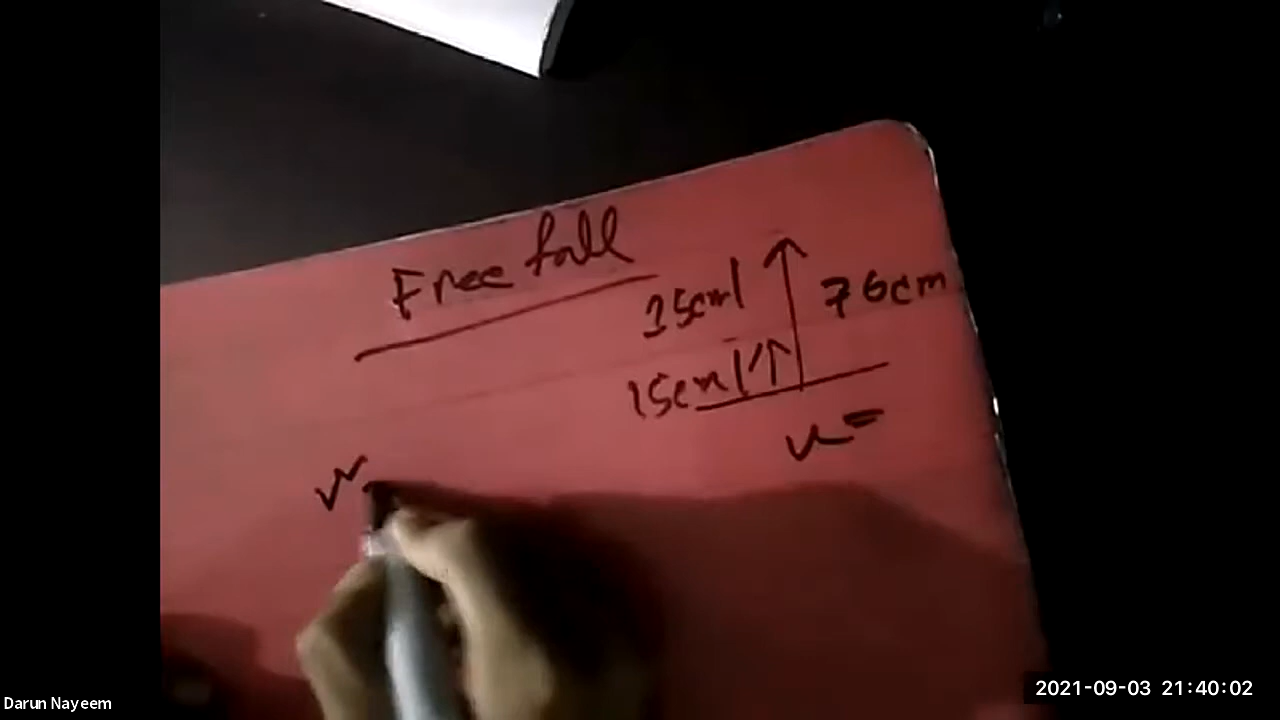 Free fall
15cm
76cm
15cm
u =
v
Darun Nayeem
2021-09-03 21:40:02